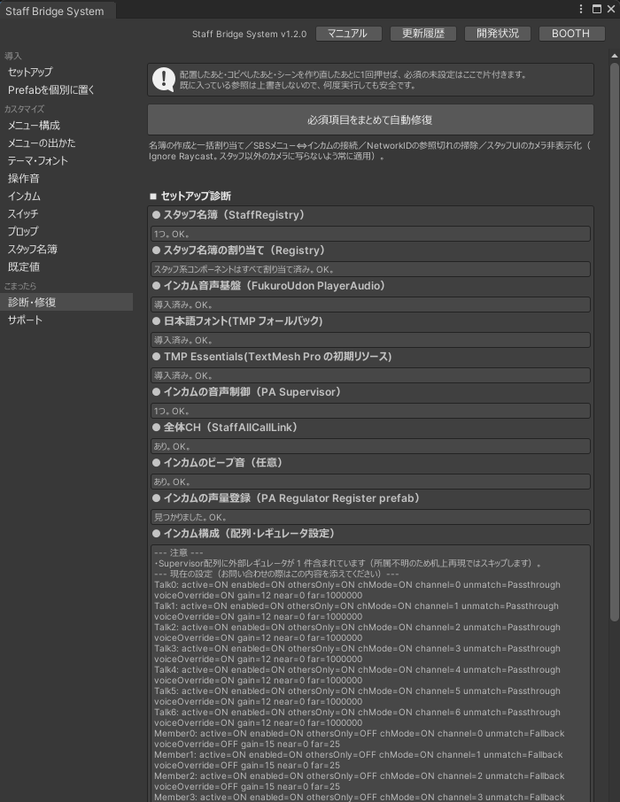 Staff Bridge System
Staff Bridge System v1.2.0
マニュアル
更新履歴
開発状況
BOOTH
導入
セットアップ
Prefabを個別に置く
カスタマイズ
メニュー構成
メニューの出かた
テーマ・フォント
操作音
インカム
スイッチ
プロップ
スタッフ名簿
既定値
こまったら
診断・修復
サポート
配置したあと・コピペしたあと・シーンを作り直したあとに1回押せば、必須の未設定はここで片付きます。
既に入っている参照は上書きしないので、何度実行しても安全です。
必須項目をまとめて自動修復
名簿の作成と一括割り当て／SBSメニュー⇔インカムの接続／NetworkIDの参照切れの掃除／スタッフUIのカメラ非表示化（
Ignore Raycast。スタッフ以外のカメラに写らないよう常に適用）。
■ セットアップ診断
● スタッフ名簿（StaffRegistry）
1つ。OK。
● スタッフ名簿の割り当て（Registry）
スタッフ系コンポーネントはすべて割り当て済み。OK。
● インカム音声基盤（FukuroUdon PlayerAudio）
導入済み。OK。
● 日本語フォント(TMP フォールバック)
導入済み。OK。
● TMP Essentials(TextMesh Pro の初期リソース)
導入済み。OK。
● インカムの音声制御（PA Supervisor）
1つ。OK。
● 全体CH（StaffAllCallLink）
あり。OK。
● インカムのビープ音（任意）
あり。OK。
● インカムの声量登録（PA Regulator Register prefab）
見つかりました。OK。
● インカム構成（配列・レギュレータ設定）
--- 注意 ---
・Supervisor配列に外部レギュレータが 1 件含まれています（所属不明のため机上再現ではスキップします）。
--- 現在の設定（お問い合わせの際はこの内容を添えてください）---
Talk0: active=ON enabled=ON othersOnly=ON chMode=ON channel=0 unmatch=Passthrough
voiceOverride=ON gain=12 near=0 far=1000000
Talk1: active=ON enabled=ON othersOnly=ON chMode=ON channel=1 unmatch=Passthrough
voiceOverride=ON gain=12 near=0 far=1000000
Talk2: active=ON enabled=ON othersOnly=ON chMode=ON channel=2 unmatch=Passthrough
voiceOverride=ON gain=12 near=0 far=1000000
Talk3: active=ON enabled=ON othersOnly=ON chMode=ON channel=3 unmatch=Passthrough
voiceOverride=ON gain=12 near=0 far=1000000
Talk4: active=ON enabled=ON othersOnly=ON chMode=ON channel=4 unmatch=Passthrough
voiceOverride=ON gain=12 near=0 far=1000000
Talk5: active=ON enabled=ON othersOnly=ON chMode=ON channel=5 unmatch=Passthrough
voiceOverride=ON gain=12 near=0 far=1000000
Talk6: active=ON enabled=ON othersOnly=ON chMode=ON channel=6 unmatch=Passthrough
voiceOverride=ON gain=12 near=0 far=1000000
Member0: active=ON enabled=ON othersOnly=OFF chMode=ON channel=0 unmatch=Fallback
voiceOverride=OFF gain=15 near=0 far=25
Member1: active=ON enabled=ON othersOnly=OFF chMode=ON channel=1 unmatch=Fallback
voiceOverride=OFF gain=15 near=0 far=25
Member2: active=ON enabled=ON othersOnly=OFF chMode=ON channel=2 unmatch=Fallback
voiceOverride=OFF gain=15 near=0 far=25
Member3: active=ON enabled=ON othersOnly=OFF chMode=ON channel=3 unmatch=Fallback